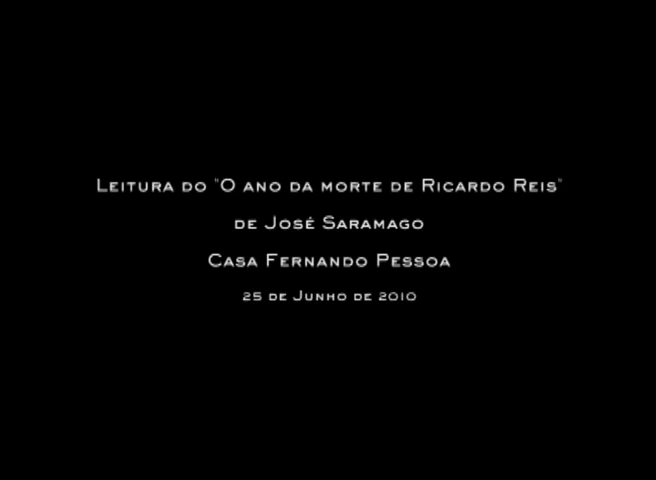 Leitura do "O ano da morte de Ricardo Reis"
de José Saramago
Casa Fernando Pessoa
25 de Junho de 2010